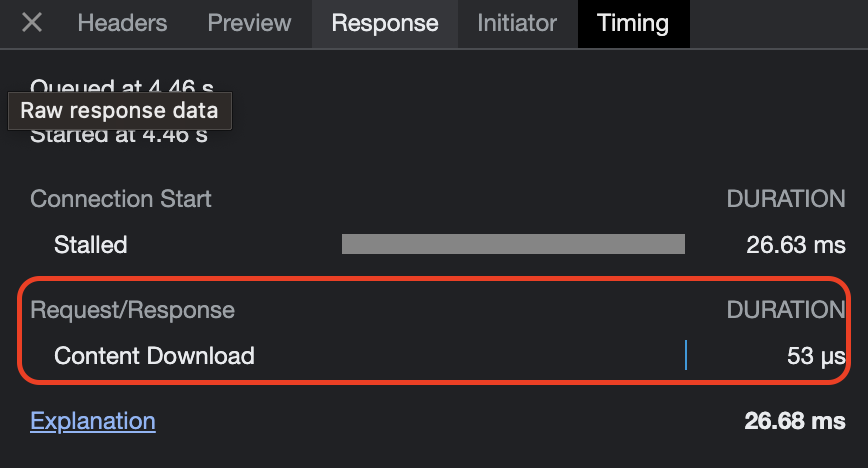 Headers Preview Response Initiator Timing
Queued at 4.46 s
Raw response data
Started at 4.46 s
Connection Start DURATION
Stalled 26.63 ms
Request/Response DURATION
Content Download 53 µs
Explanation 26.68 ms